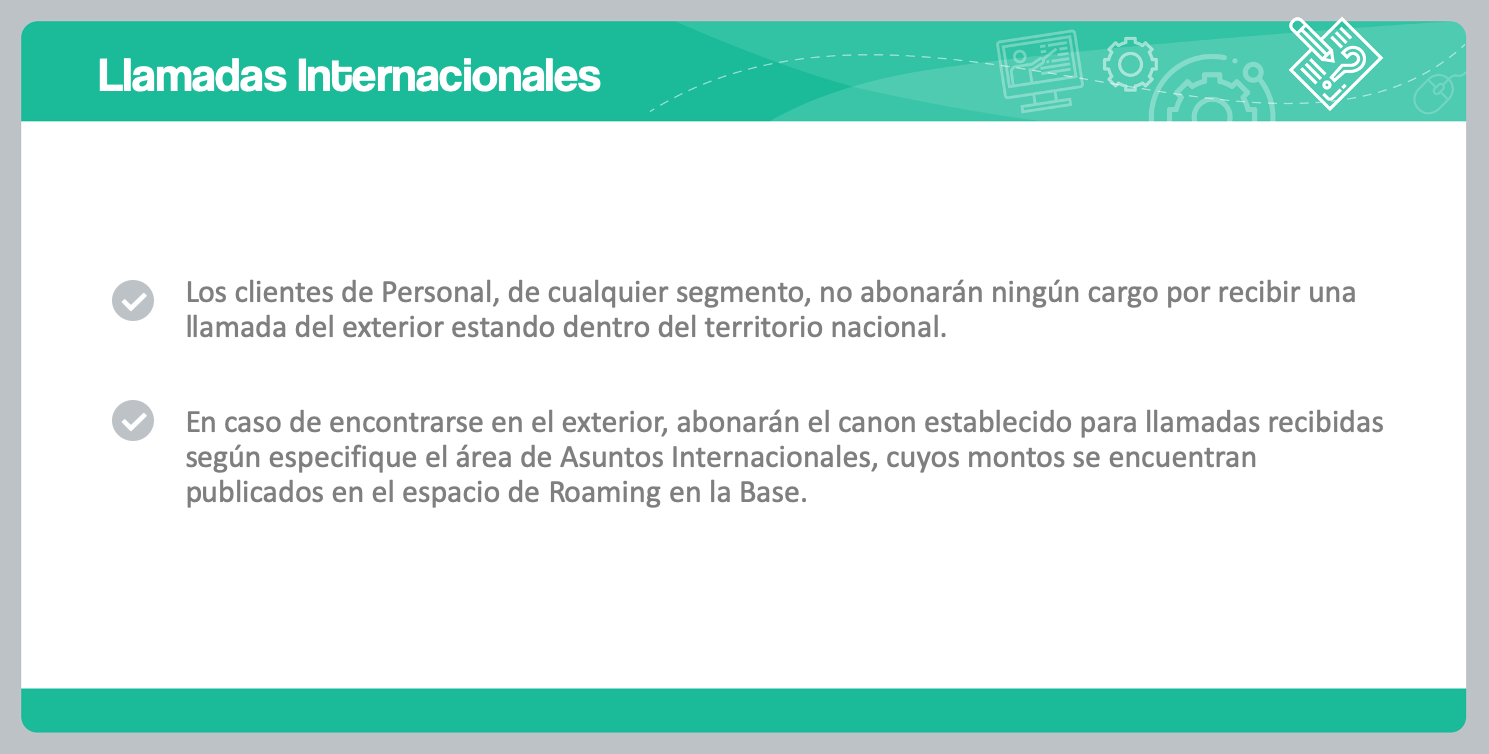 Llamadas Internacionales
Los clientes de Personal, de cualquier segmento, no abonarán ningún cargo por recibir una
llamada del exterior estando dentro del territorio nacional.
En caso de encontrarse en el exterior, abonarán el canon establecido para llamadas recibidas
según especifique el área de Asuntos Internacionales, cuyos montos se encuentran
publicados en el espacio de Roaming en la Base.